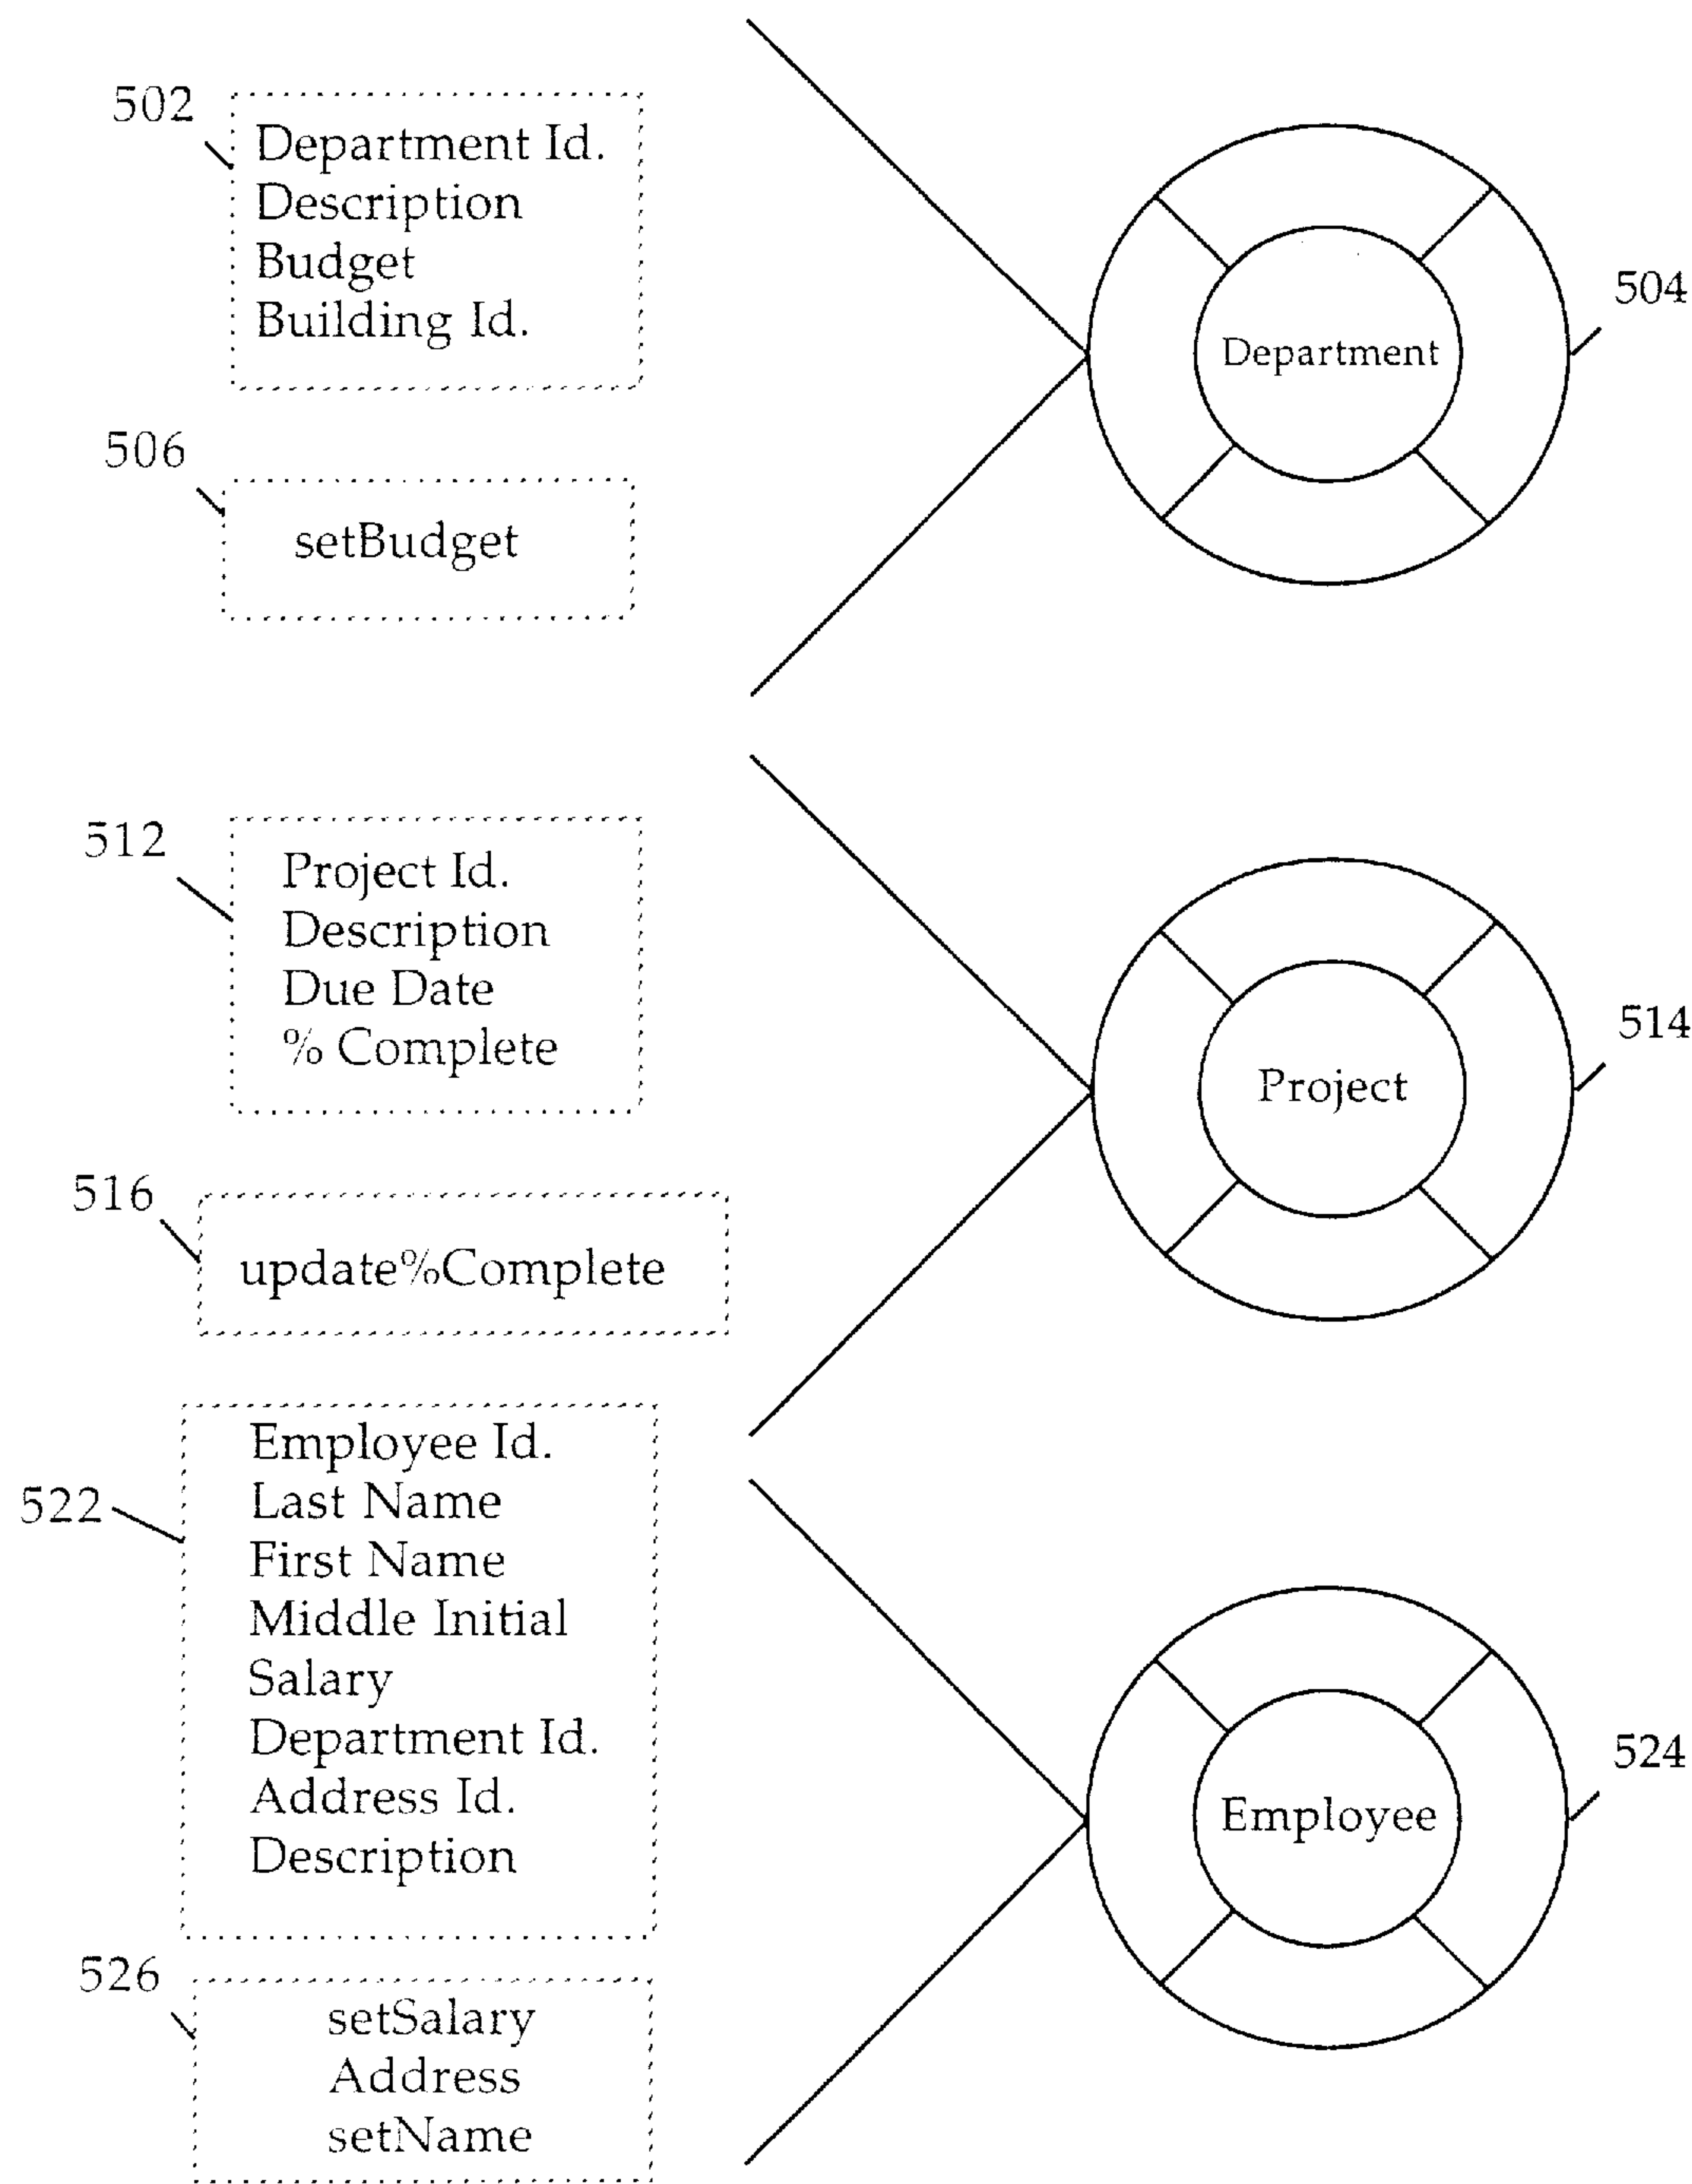 502
Department Id.
Description
Budget
Building Id.
504
Department
506
setBudget
512
Project Id.
Description
Due Date
% Complete
514
Project
516
update%Complete
522
Employee Id.
Last Name
First Name
Middle Initial
Salary
Department Id.
Address Id.
Description
524
Employee
526
setSalary
Address
setName